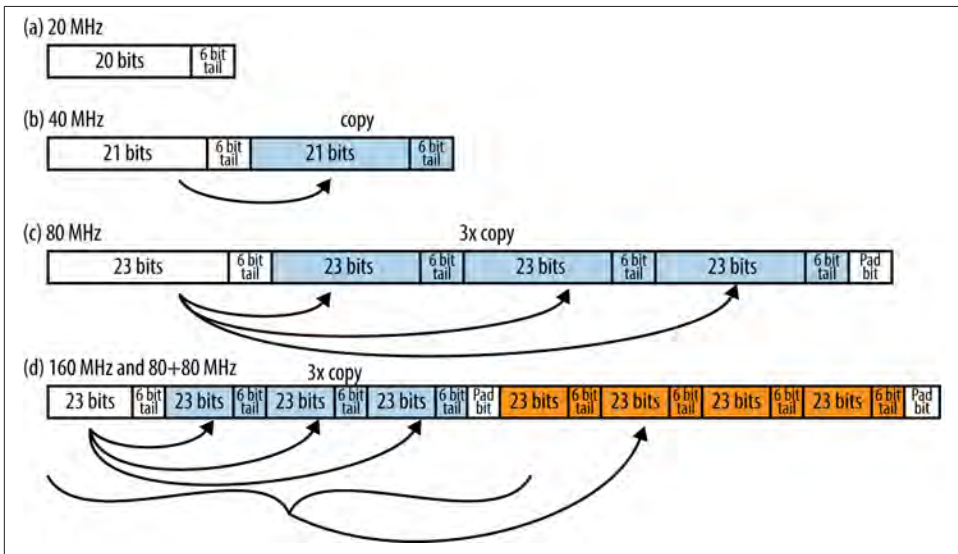 (a) 20 MHz
20 bits
6 bit
tail
(b) 40 MHz
copy
21 bits
6 bit
tail
21 bits
6 bit
tail
(c) 80 MHz
3x copy
23 bits
6 bit
tail
23 bits
6 bit
tail
23 bits
6 bit
tail
23 bits
6 bit
tail
Pad
bit
(d) 160 MHz and 80+80 MHz
3x copy
23 bits
6 bit
tail
23 bits
6 bit
tail
23 bits
6 bit
tail
23 bits
6 bit
tail
Pad
bit
23 bits
6 bit
tail
23 bits
6 bit
tail
23 bits
6 bit
tail
23 bits
6 bit
tail
Pad
bit